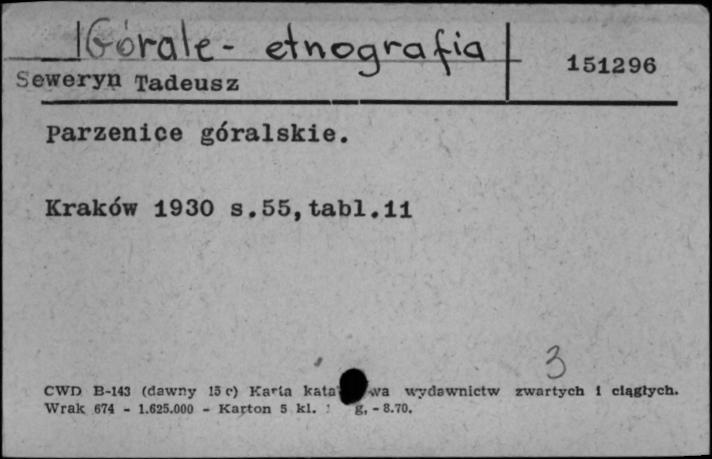 Górale - etnografia
151296
Seweryn Tadeusz
Parzenice góralskie.
Kraków 1930 s.55,tabl.11
3
CWD B-143 (dawny 15 c) Karta kata wa wydawnictw zwartych i ciągłych.
Wrak 674 - 1.625.000 - Karton 5 kl. g, - 8.70.